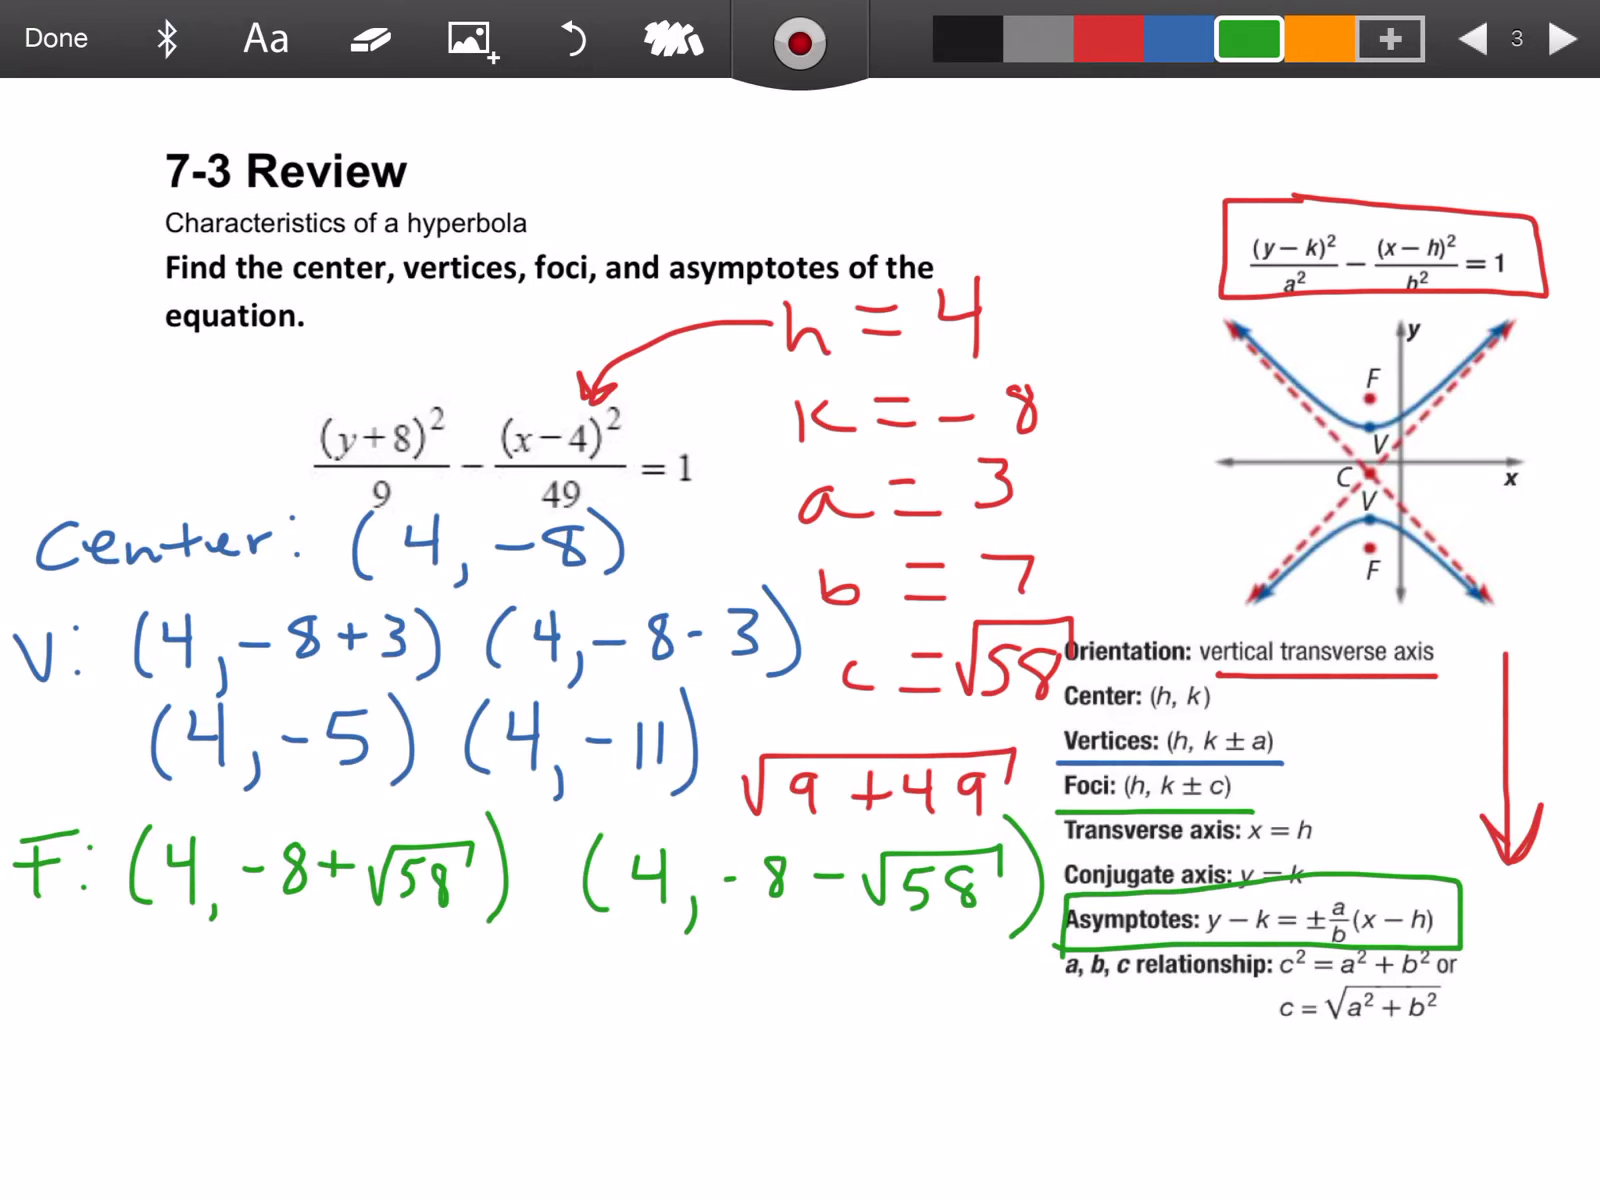 Done Aa 3
7-3 Review
Characteristics of a hyperbola
Find the center, vertices, foci, and asymptotes of the
equation.
(y+8)²/9 − (x−4)²/49 = 1
h = 4
k = -8
a = 3
b = 7
c = √58
√9 + 49
Center: (4, -8)
V: (4, -8+3) (4, -8-3)
(4, -5) (4, -11)
F: (4, -8+√58) (4, -8-√58)
(y − k)²/a² − (x − h)²/b² = 1
y
F
V
C
x
V
F
Orientation: vertical transverse axis
Center: (h, k)
Vertices: (h, k ± a)
Foci: (h, k ± c)
Transverse axis: x = h
Conjugate axis: y = k
Asymptotes: y − k = ± a/b (x − h)
a, b, c relationship: c² = a² + b² or
c = √a² + b²